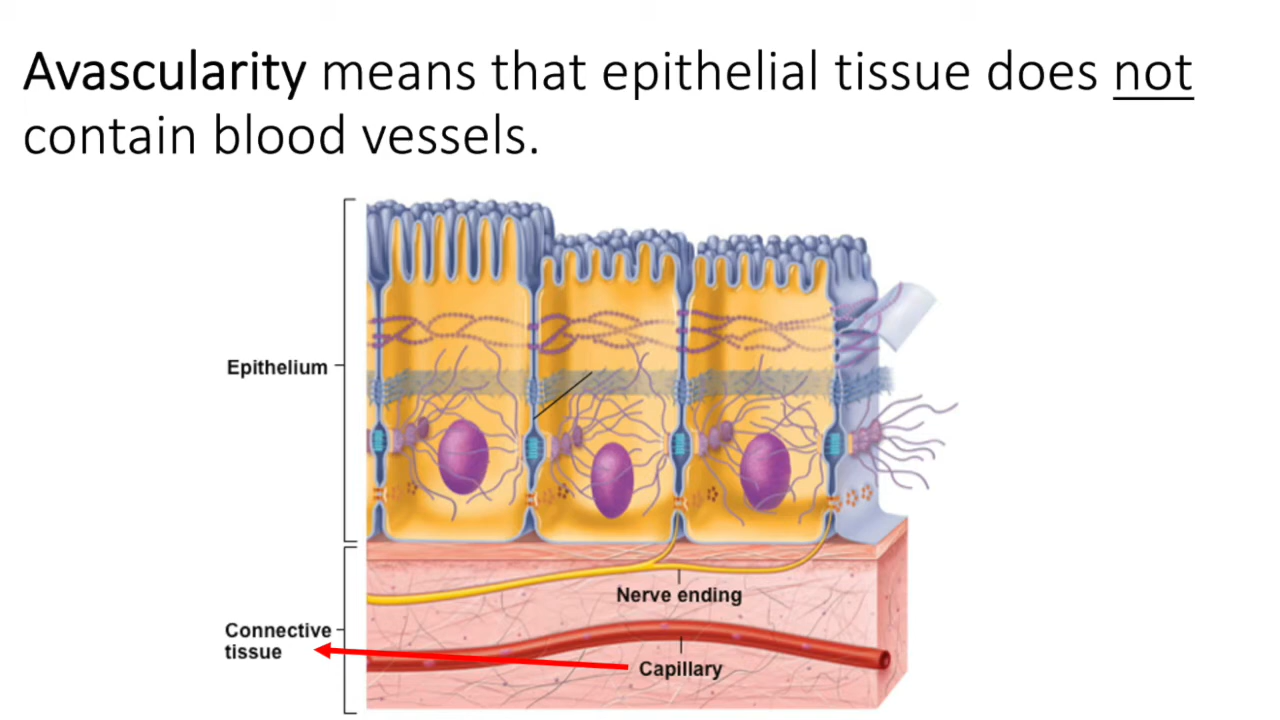 Avascularity means that epithelial tissue does not
contain blood vessels.
Epithelium
Nerve ending
Connective
tissue
Capillary